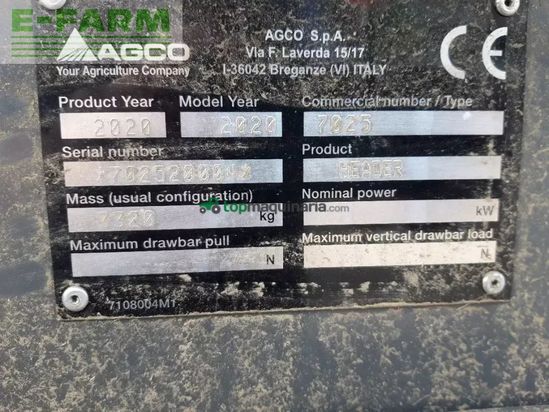 E-FARM
AGCO
Your Agriculture Company
AGCO S.p.A.
Via F. Laverda 15/17
I-36042 Breganze (VI) ITALY
CE
Product Year
2020
Model Year
2020
Commercial number / Type
7025
Serial number
Product
HEADER
Mass (usual configuration)
kg
Nominal power
kW
topmaquinaria.com
Maximum drawbar pull
N
Maximum vertical drawbar load
N
7108004M1